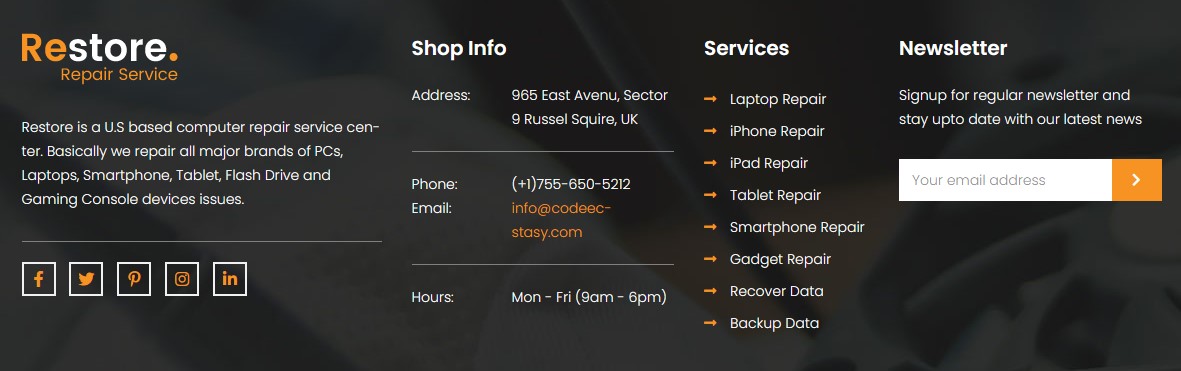 Restore.
Repair Service
Restore is a U.S based computer repair service cen-
ter. Basically we repair all major brands of PCs,
Laptops, Smartphone, Tablet, Flash Drive and
Gaming Console devices issues.
Shop Info
Address: 965 East Avenu, Sector
9 Russel Squire, UK
Phone: (+1)755-650-5212
Email: info@codeec-
stasy.com
Hours: Mon - Fri (9am - 6pm)
Services
Laptop Repair
iPhone Repair
iPad Repair
Tablet Repair
Smartphone Repair
Gadget Repair
Recover Data
Backup Data
Newsletter
Signup for regular newsletter and
stay upto date with our latest news
Your email address